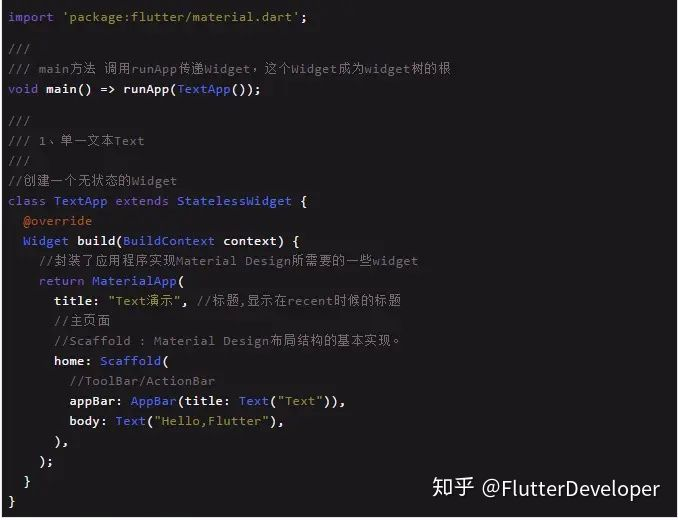 import 'package:flutter/material.dart';
///
/// main方法 调用runApp传递Widget，这个Widget成为widget树的根
void main() => runApp(TextApp());
///
/// 1、单一文本Text
///
//创建一个无状态的Widget
class TextApp extends StatelessWidget {
  @override
  Widget build(BuildContext context) {
    //封装了应用程序实现Material Design所需要的一些widget
    return MaterialApp(
      title: "Text演示", //标题,显示在recent时候的标题
      //主页面
      //Scaffold : Material Design布局结构的基本实现。
      home: Scaffold(
        //ToolBar/ActionBar
        appBar: AppBar(title: Text("Text")),
        body: Text("Hello,Flutter"),
      ),
    );
  }
}
知乎 @FlutterDeveloper